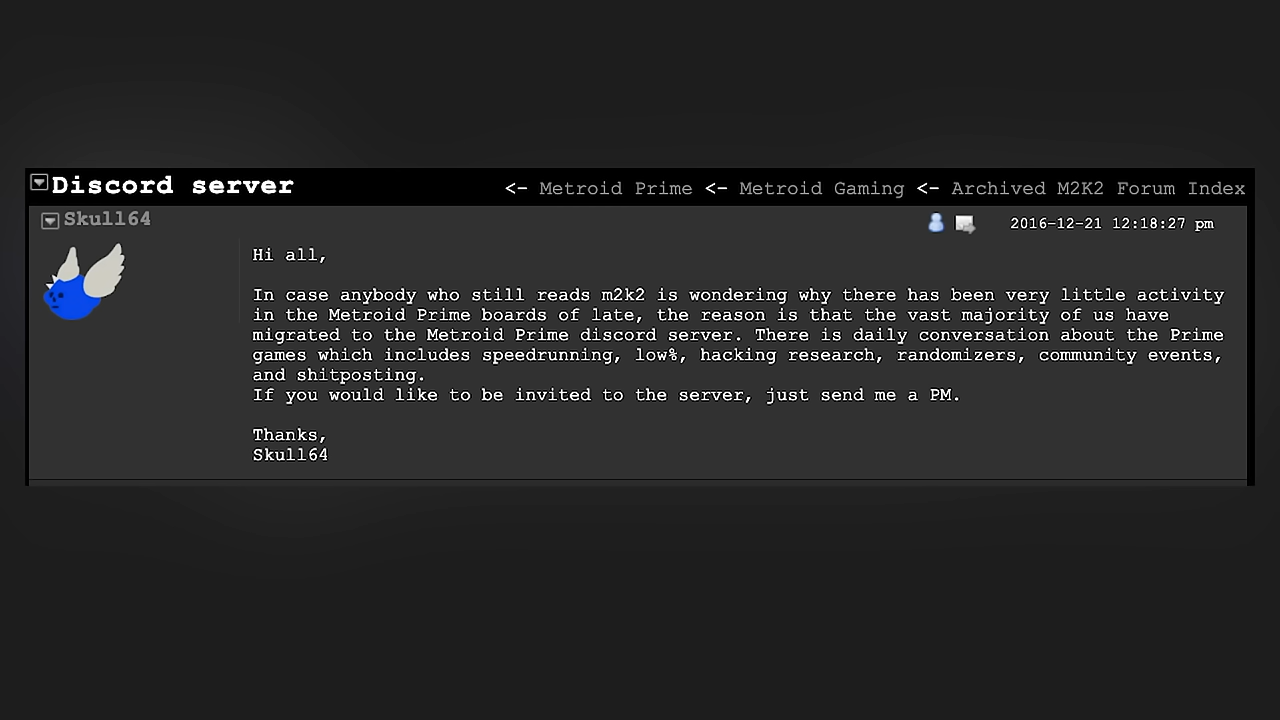 Discord server <- Metroid Prime <- Metroid Gaming <- Archived M2K2 Forum Index
Skull64 2016-12-21 12:18:27 pm
Hi all,
In case anybody who still reads m2k2 is wondering why there has been very little activity
in the Metroid Prime boards of late, the reason is that the vast majority of us have
migrated to the Metroid Prime discord server. There is daily conversation about the Prime
games which includes speedrunning, low%, hacking research, randomizers, community events,
and shitposting.
If you would like to be invited to the server, just send me a PM.
Thanks,
Skull64